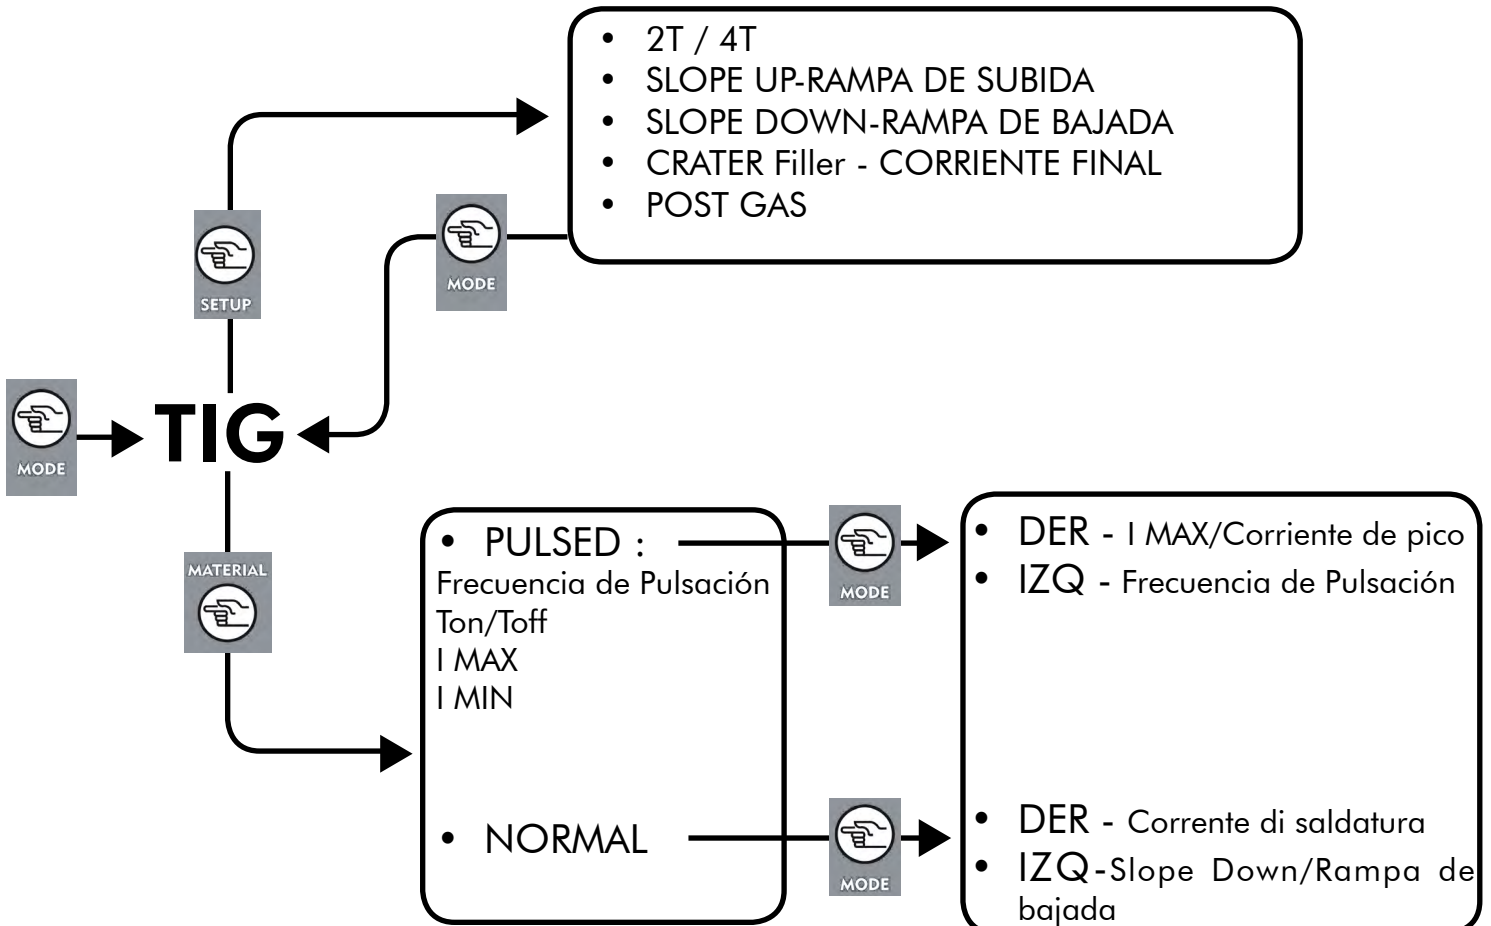 • 2T / 4T
• SLOPE UP-RAMPA DE SUBIDA
• SLOPE DOWN-RAMPA DE BAJADA
• CRATER Filler - CORRIENTE FINAL
• POST GAS
SETUP
MODE
MODE
TIG
MATERIAL
• PULSED :
Frecuencia de Pulsación
Ton/Toff
I MAX
I MIN
• NORMAL
MODE
• DER - I MAX/Corriente de pico
• IZQ - Frecuencia de Pulsación
MODE
• DER - Corrente di saldatura
• IZQ-Slope Down/Rampa de
bajada